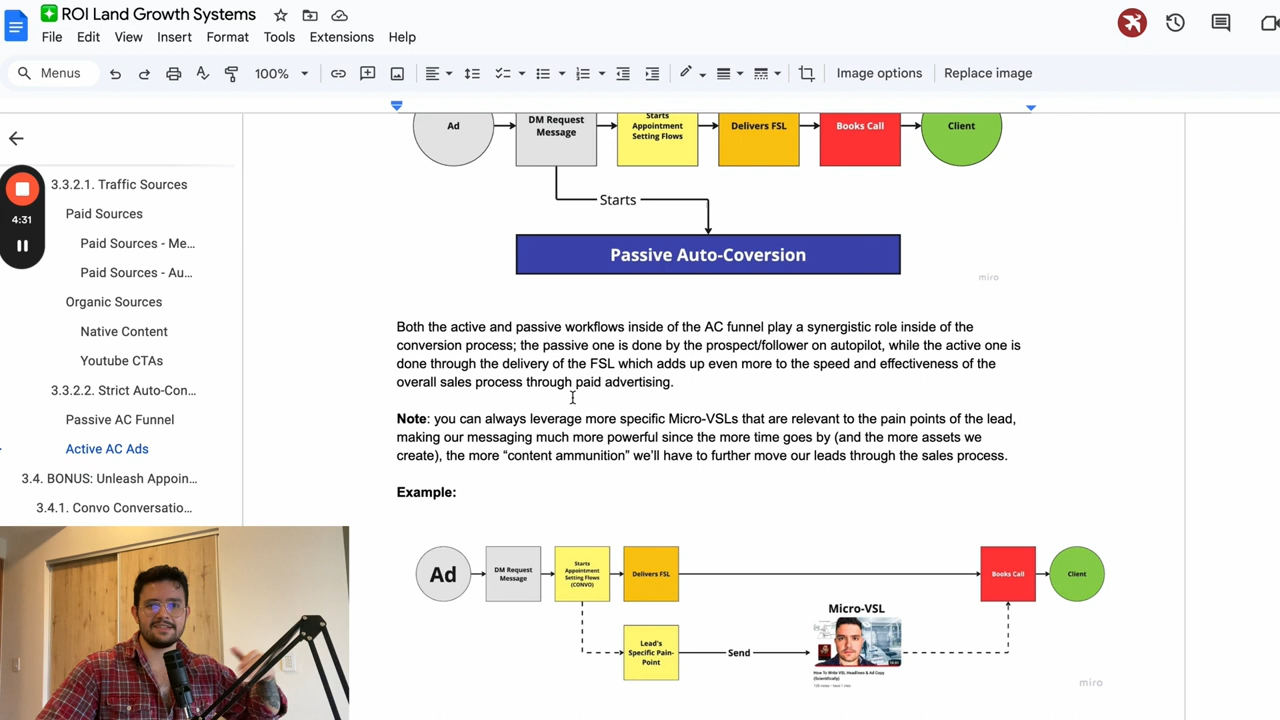 ROI Land Growth Systems
File Edit View Insert Format Tools Extensions Help
Menus 100% Image options Replace image
3.3.2.1. Traffic Sources
Paid Sources
Paid Sources - Me...
Paid Sources - Au...
Organic Sources
Native Content
Youtube CTAs
3.3.2.2. Strict Auto-Con...
Passive AC Funnel
Active AC Ads
3.4. BONUS: Unleash Appoin...
3.4.1. Convo Conversatio...
4:31
Ad
DM Request
Message
Starts
Appointment
Setting Flows
Delivers FSL
Books Call
Client
Starts
Passive Auto-Coversion
miro
Both the active and passive workflows inside of the AC funnel play a synergistic role inside of the
conversion process; the passive one is done by the prospect/follower on autopilot, while the active one is
done through the delivery of the FSL which adds up even more to the speed and effectiveness of the
overall sales process through paid advertising.
Note: you can always leverage more specific Micro-VSLs that are relevant to the pain points of the lead,
making our messaging much more powerful since the more time goes by (and the more assets we
create), the more “content ammunition” we’ll have to further move our leads through the sales process.
Example:
Ad
DM Request
Message
Starts
Appointment
Setting Flows
(CONVO)
Delivers FSL
Books Call
Client
Lead's
Specific Pain-
Point
Send
Micro-VSL
How To Write VSL Headlines & Ad Copy
(Scientifically)
miro